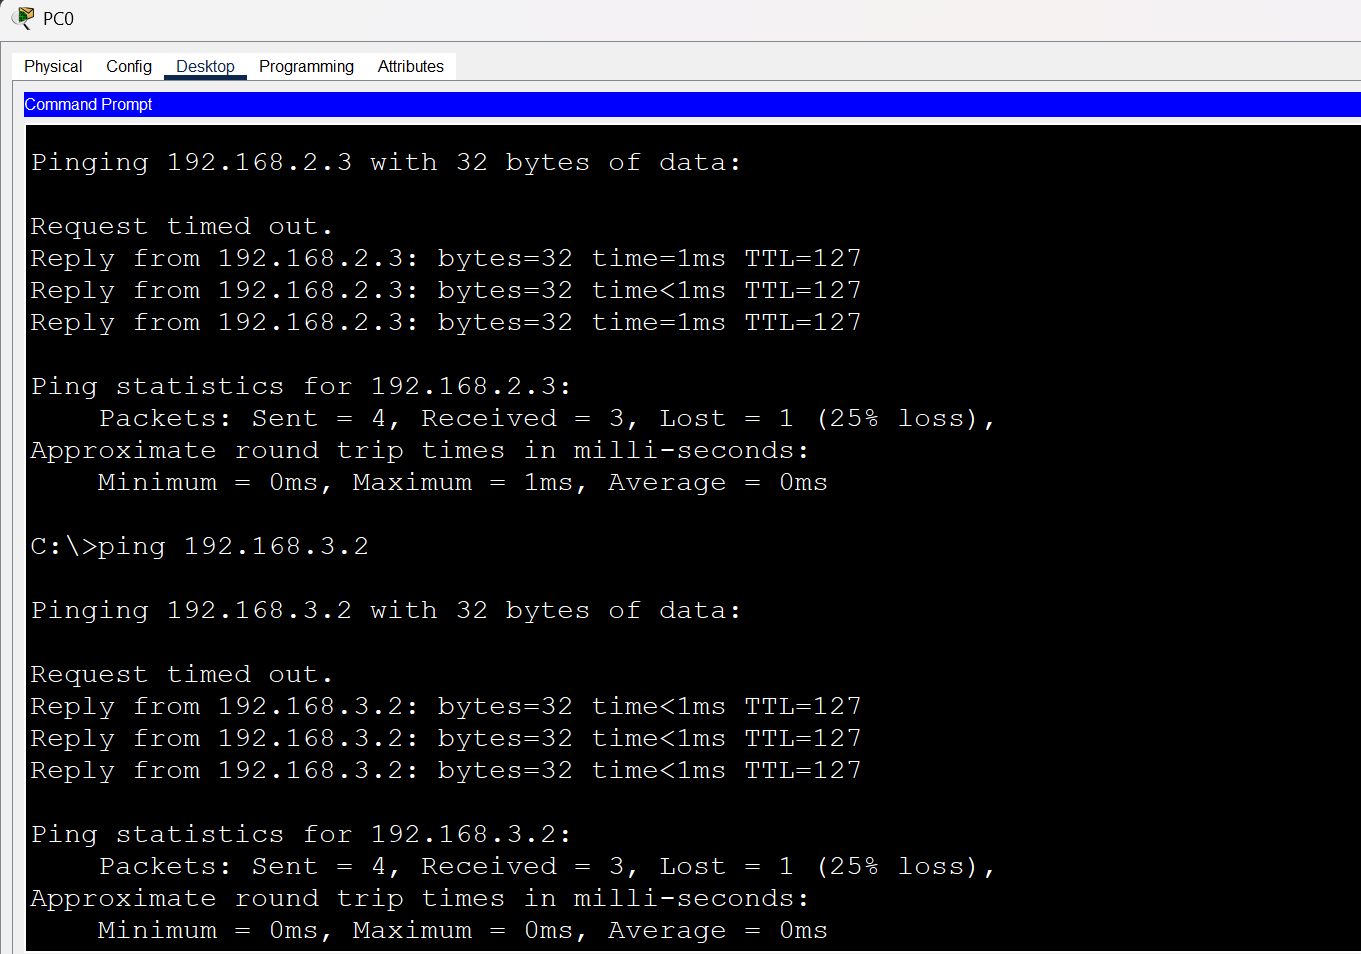 PC0
Physical Config Desktop Programming Attributes
Command Prompt
Pinging 192.168.2.3 with 32 bytes of data:
Request timed out.
Reply from 192.168.2.3: bytes=32 time=1ms TTL=127
Reply from 192.168.2.3: bytes=32 time<1ms TTL=127
Reply from 192.168.2.3: bytes=32 time=1ms TTL=127
Ping statistics for 192.168.2.3:
    Packets: Sent = 4, Received = 3, Lost = 1 (25% loss),
Approximate round trip times in milli-seconds:
    Minimum = 0ms, Maximum = 1ms, Average = 0ms
C:\>ping 192.168.3.2
Pinging 192.168.3.2 with 32 bytes of data:
Request timed out.
Reply from 192.168.3.2: bytes=32 time<1ms TTL=127
Reply from 192.168.3.2: bytes=32 time<1ms TTL=127
Reply from 192.168.3.2: bytes=32 time<1ms TTL=127
Ping statistics for 192.168.3.2:
    Packets: Sent = 4, Received = 3, Lost = 1 (25% loss),
Approximate round trip times in milli-seconds:
    Minimum = 0ms, Maximum = 0ms, Average = 0ms